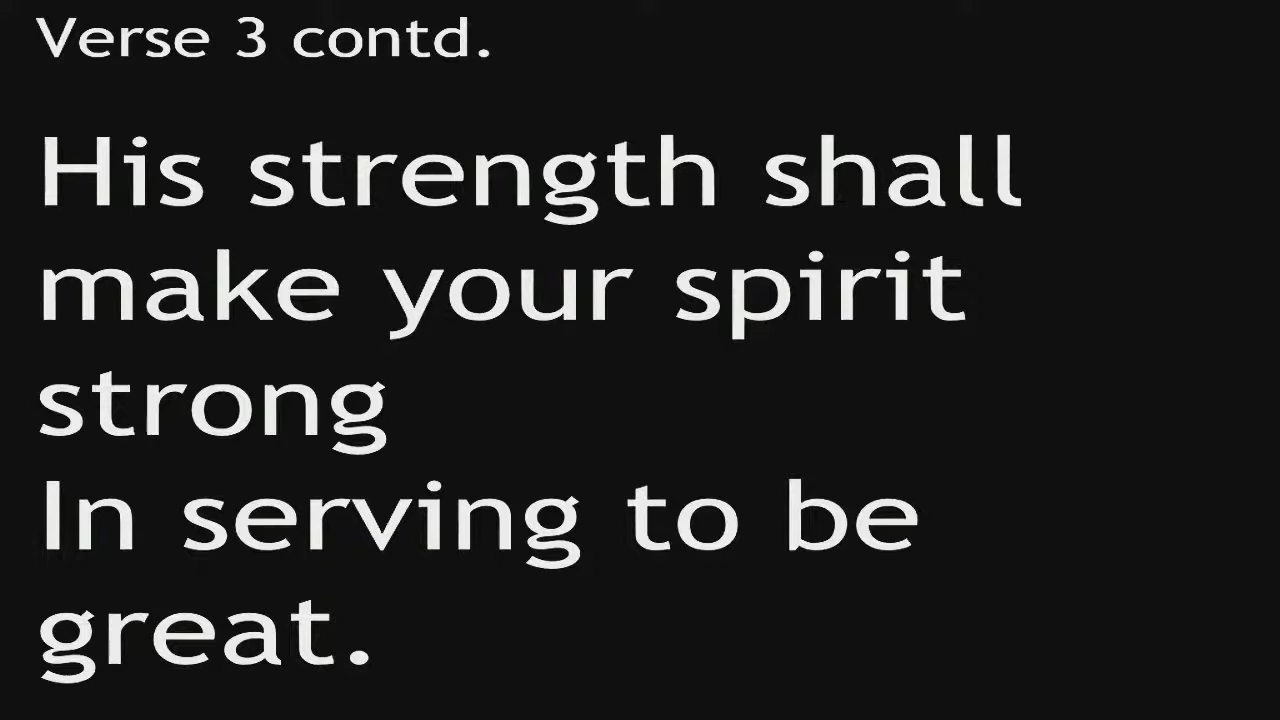 Verse 3 contd.
His strength shall
make your spirit
strong
In serving to be
great.